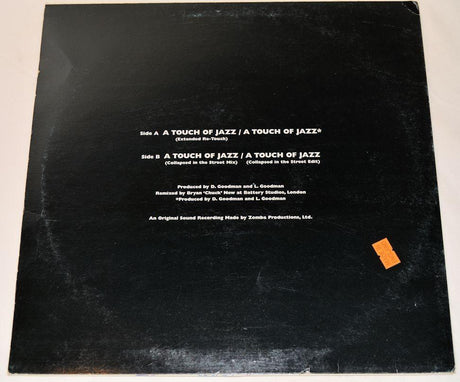 Side A A TOUCH OF JAZZ / A TOUCH OF JAZZ*
(Extended Re-Touch)
Side B A TOUCH OF JAZZ / A TOUCH OF JAZZ
(Collapsed in the Street Mix) (Collapsed in the Street Edit)
Produced by D. Goodman and L. Goodman
Remixed by Bryan 'Chuck' New at Battery Studios, London
*Produced by D. Goodman and L. Goodman
An Original Sound Recording Made by Zomba Productions, Ltd.